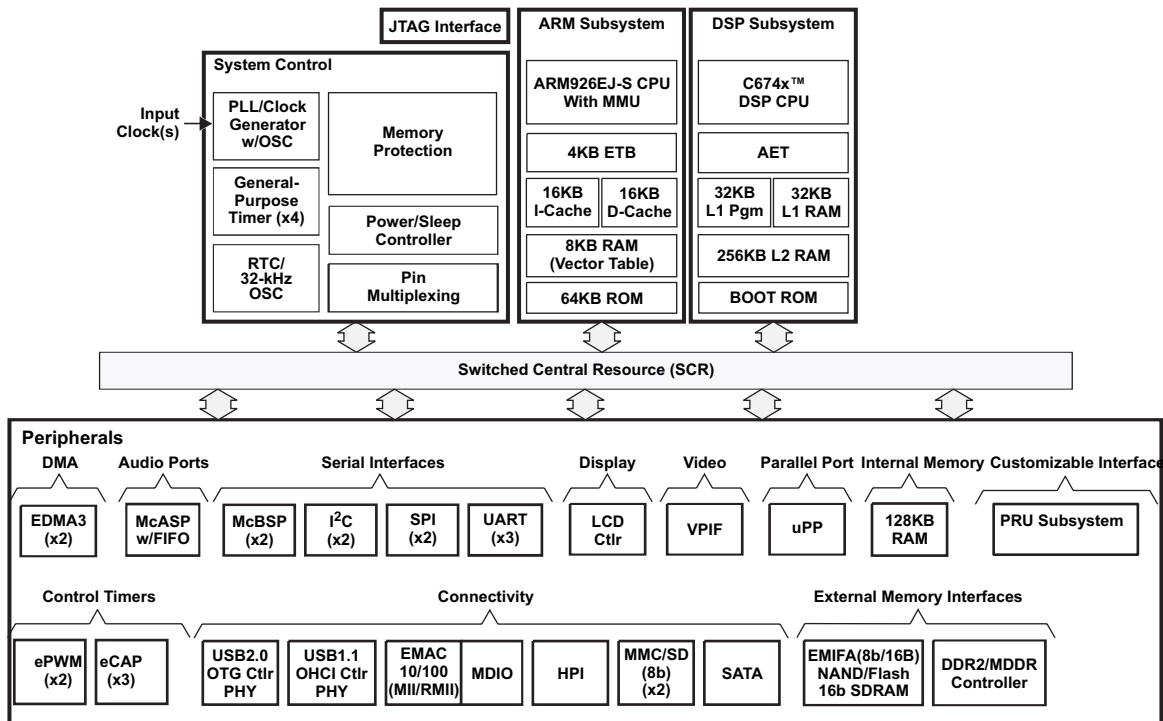 JTAG Interface
ARM Subsystem
DSP Subsystem
System Control
Input
Clock(s)
PLL/Clock
Generator
w/OSC
General-
Purpose
Timer (x4)
RTC/
32-kHz
OSC
Memory
Protection
Power/Sleep
Controller
Pin
Multiplexing
ARM926EJ-S CPU
With MMU
4KB ETB
16KB
I-Cache
16KB
D-Cache
8KB RAM
(Vector Table)
64KB ROM
C674x™
DSP CPU
AET
32KB
L1 Pgm
32KB
L1 RAM
256KB L2 RAM
BOOT ROM
Switched Central Resource (SCR)
Peripherals
DMA
EDMA3
(x2)
Audio Ports
McASP
w/FIFO
Serial Interfaces
McBSP
(x2)
I²C
(x2)
SPI
(x2)
UART
(x3)
Display
LCD
Ctlr
Video
VPIF
Parallel Port
uPP
Internal Memory
128KB
RAM
Customizable Interface
PRU Subsystem
Control Timers
ePWM
(x2)
eCAP
(x3)
Connectivity
USB2.0
OTG Ctlr
PHY
USB1.1
OHCI Ctlr
PHY
EMAC
10/100
(MII/RMII)
MDIO
HPI
MMC/SD
(8b)
(x2)
SATA
External Memory Interfaces
EMIFA(8b/16B)
NAND/Flash
16b SDRAM
DDR2/MDDR
Controller